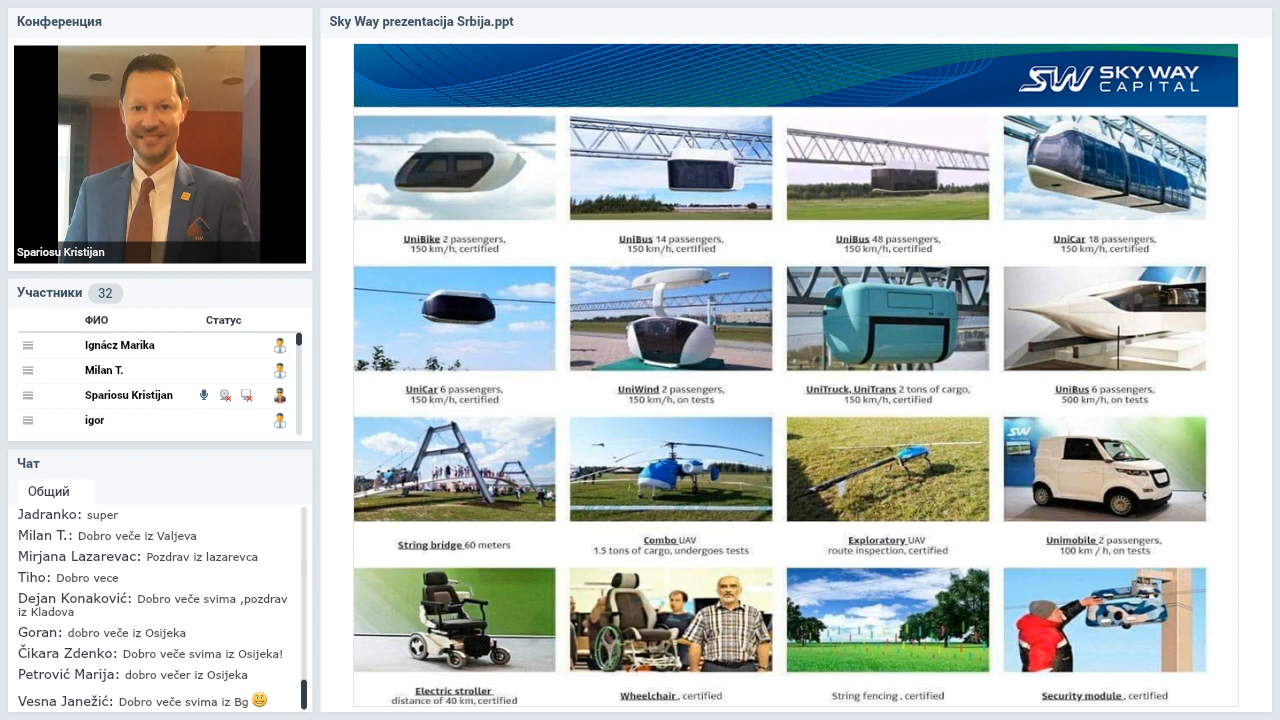 Конференция
Spariosu Kristijan
Участники 32
ФИО Статус
Ignácz Marika
Milan T.
Spariosu Kristijan
igor
Чат
Общий
Jadranko: super
Milan T.: Dobro veče iz Valjeva
Mirjana Lazarevac: Pozdrav iz lazarevca
Tiho: Dobro vece
Dejan Konaković: Dobro veče svima ,pozdrav
iz Kladova
Goran: dobro veče iz Osijeka
Čikara Zdenko: Dobro veče svima iz Osijeka!
Petrović Marija: dobro večer iz Osijeka
Vesna Janežić: Dobro veče svima iz Bg
Sky Way prezentacija Srbija.ppt
SW SKY WAY
CAPITAL
UniBike 2 passengers,
150 km/h, certified
UniBus 14 passengers,
150 km/h, certified
UniBus 48 passengers,
150 km/h, certified
UniCar 18 passengers,
150 km/h, certified
UniCar 6 passengers,
150 km/h, certified
UniWind 2 passengers,
150 km/h, on tests
UniTruck, UniTrans 2 tons of cargo,
150 km/h, certified
UniBus 6 passengers,
500 km/h, on tests
String bridge 60 meters
Combo UAV
1.5 tons of cargo, undergoes tests
Exploratory UAV
route inspection, certified
SW
Unimobile 2 passengers,
100 km / h, on tests
Electric stroller
distance of 40 km, certified
Wheelchair , certified
String fencing , certified
Security module , certified